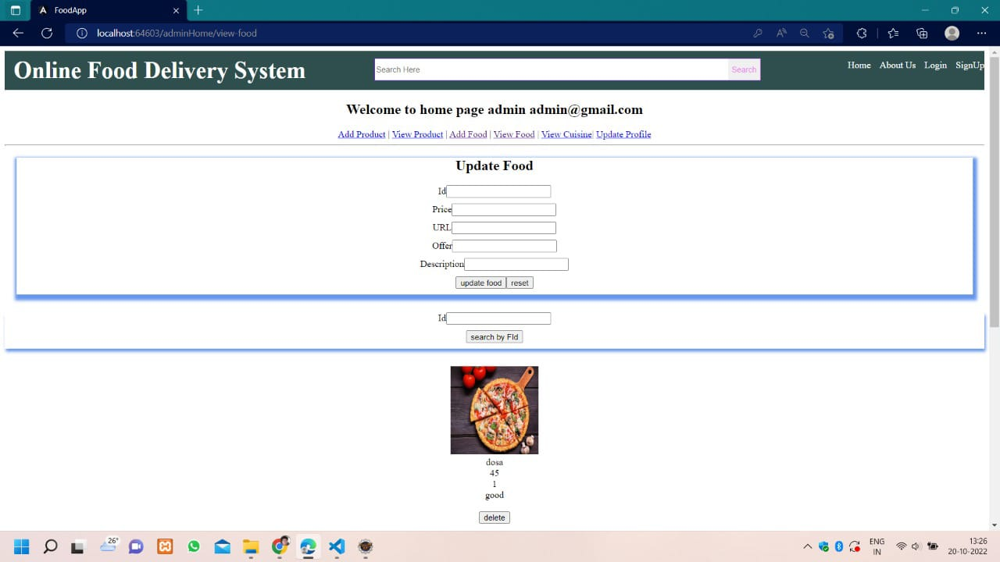 FoodApp
localhost:64603/adminHome/view-food
Online Food Delivery System
Search Here
Search
Home About Us Login SignUp
Welcome to home page admin admin@gmail.com
Add Product | View Product | Add Food | View Food | View Cuisine| Update Profile
Update Food
Id
Price
URL
Offer
Description
update food reset
Id
search by FId
dosa
45
1
good
delete
26°
ENG
IN
13:26
20-10-2022